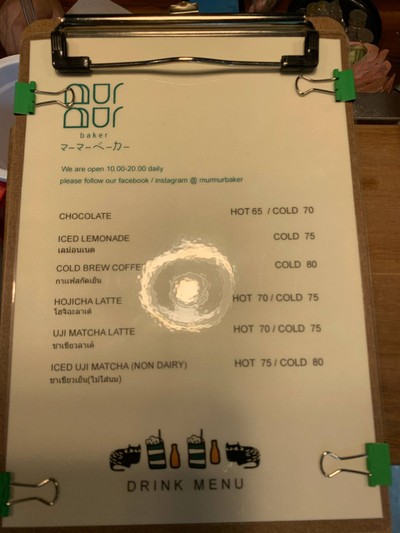 mur
mur
baker
マーマーベーカー
We are open 10.00-20.00 daily
please follow our facebook / instagram @ murmurbaker
CHOCOLATE HOT 65 / COLD 70
ICED LEMONADE COLD 75
เลม่อนเนด
COLD BREW COFFE COLD 80
กาแฟสกัดเย็น
HOJICHA LATTE HOT 70 / COLD 75
โฮจิฉะลาเต้
UJI MATCHA LATTE HOT 70 / COLD 75
ชาเขียวลาเต้
ICED UJI MATCHA (NON DAIRY) HOT 75 / COLD 80
ชาเขียวเย็น(ไม่ใส่นม)
DRINK MENU